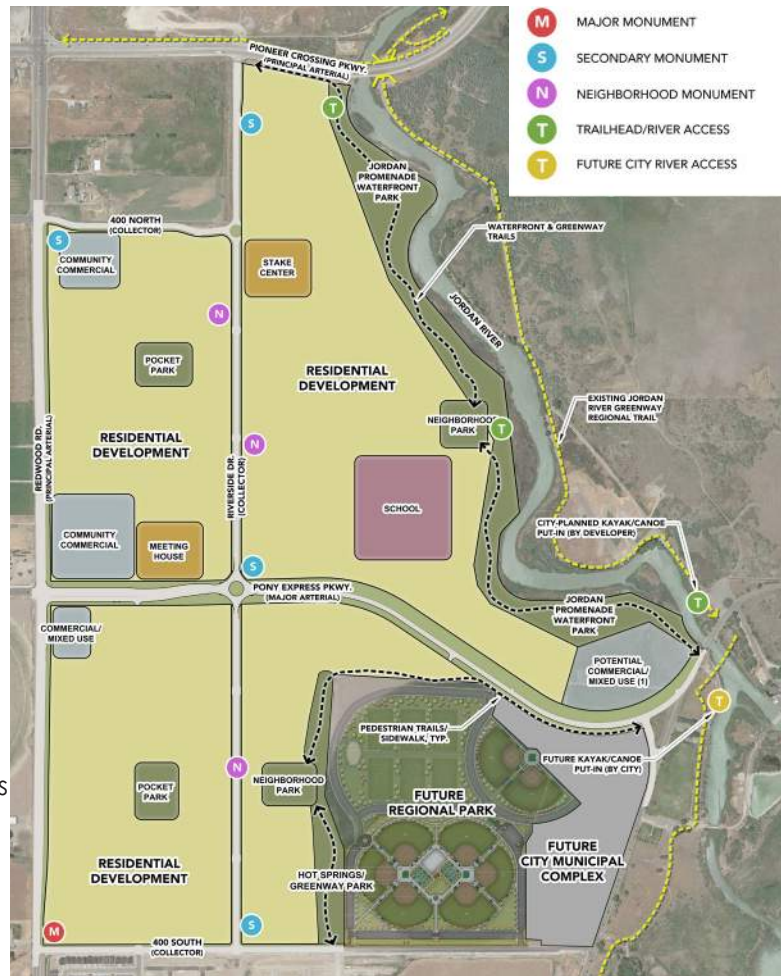 M MAJOR MONUMENT
S SECONDARY MONUMENT
N NEIGHBORHOOD MONUMENT
T TRAILHEAD/RIVER ACCESS
T FUTURE CITY RIVER ACCESS
PIONEER CROSSING PKWY.
(PRINCIPAL ARTERIAL)
T
S
JORDAN
PROMENADE
WATERFRONT
PARK
400 NORTH
(COLLECTOR)
WATERFRONT & GREENWAY
TRAILS
S
COMMUNITY
COMMERCIAL
STAKE
CENTER
JORDAN RIVER
N
POCKET
PARK
RESIDENTIAL
DEVELOPMENT
EXISTING JORDAN
RIVER GREENWAY
REGIONAL TRAIL
NEIGHBORHOOD
PARK
T
RESIDENTIAL
DEVELOPMENT
N
REDWOOD RD.
(PRINCIPAL ARTERIAL)
RIVERSIDE DR.
(COLLECTOR)
SCHOOL
COMMUNITY
COMMERCIAL
MEETING
HOUSE
CITY-PLANNED KAYAK/CANOE
PUT-IN (BY DEVELOPER)
S
PONY EXPRESS PKWY.
(MAJOR ARTERIAL)
T
COMMERCIAL/
MIXED USE
JORDAN
PROMENADE
WATERFRONT
PARK
POTENTIAL
COMMERCIAL/
MIXED USE (1)
T
PEDESTRIAN TRAILS/
SIDEWALK, TYP.
FUTURE KAYAK/CANOE
PUT-IN (BY CITY)
N
NEIGHBORHOOD
PARK
POCKET
PARK
S
FUTURE
REGIONAL PARK
FUTURE
CITY MUNICIPAL
COMPLEX
RESIDENTIAL
DEVELOPMENT
HOT SPRINGS/
GREENWAY PARK
M
S
400 SOUTH
(COLLECTOR)